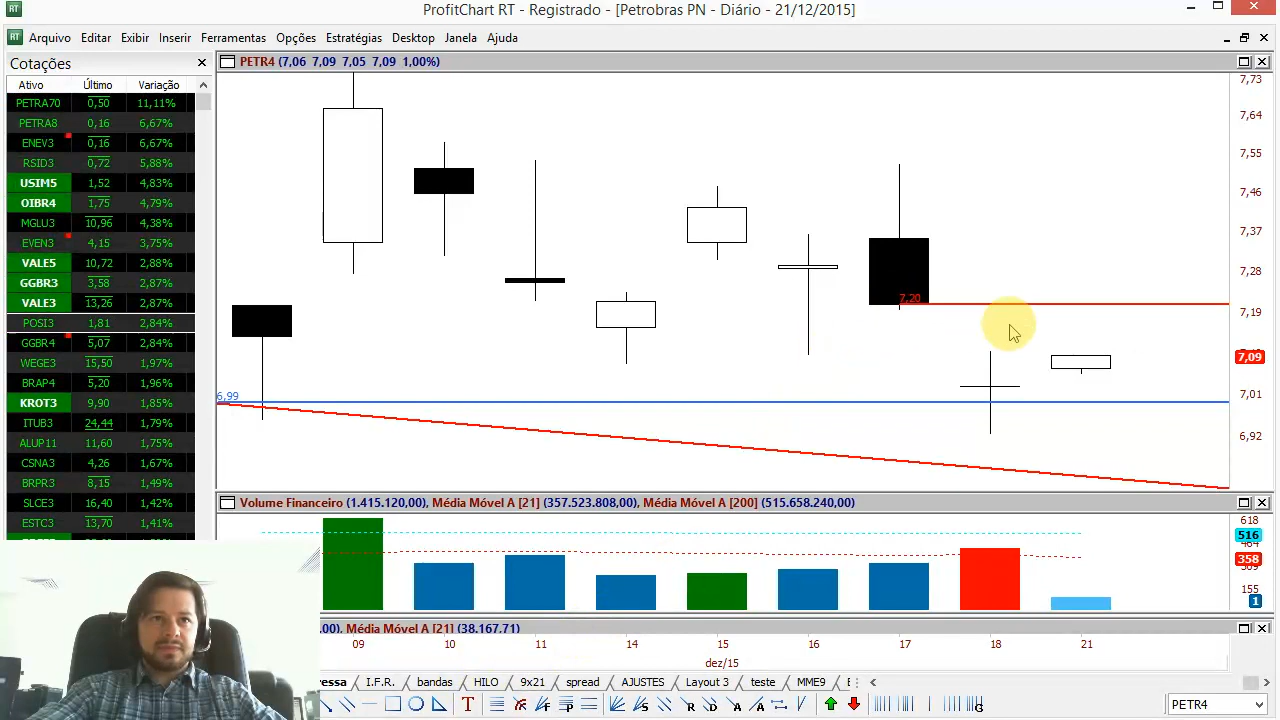 ProfitChart RT - Registrado - [Petrobras PN - Diário - 21/12/2015]
RT Arquivo Editar Exibir Inserir Ferramentas Opções Estratégias Desktop Janela Ajuda
Cotações
Ativo Último Variação
PETRA70 0,50 11,11%
PETRA8 0,16 6,67%
ENEV3 0,16 6,67%
RSID3 0,72 5,88%
USIM5 1,52 4,83%
OIBR4 1,75 4,79%
MGLU3 10,96 4,38%
EVEN3 4,15 3,75%
VALE5 10,72 2,88%
GGBR3 3,58 2,87%
VALE3 13,26 2,87%
POSI3 1,81 2,84%
GGBR4 5,07 2,84%
WEGE3 15,50 1,97%
BRAP4 5,20 1,96%
KROT3 9,90 1,85%
ITUB3 24,44 1,79%
ALUP11 11,60 1,75%
CSNA3 4,26 1,67%
BRPR3 8,15 1,49%
SLCE3 16,40 1,42%
ESTC3 13,70 1,41%
PETR4 (7,06 7,09 7,05 7,09 1,00%)
7,73
7,64
7,55
7,46
7,37
7,28
7,20
7,19
7,09
7,01
6,99
6,92
Volume Financeiro (1.415.120,00), Média Móvel A [21] (357.523.808,00), Média Móvel A [200] (515.658.240,00)
618
516
358
155
1
,00), Média Móvel A [21] (38.167,71)
09 10 11 14 15 16 17 18 21
dez/15
ressa I.F.R. bandas HILO 9x21 spread AJUSTES Layout 3 teste MME9
PETR4